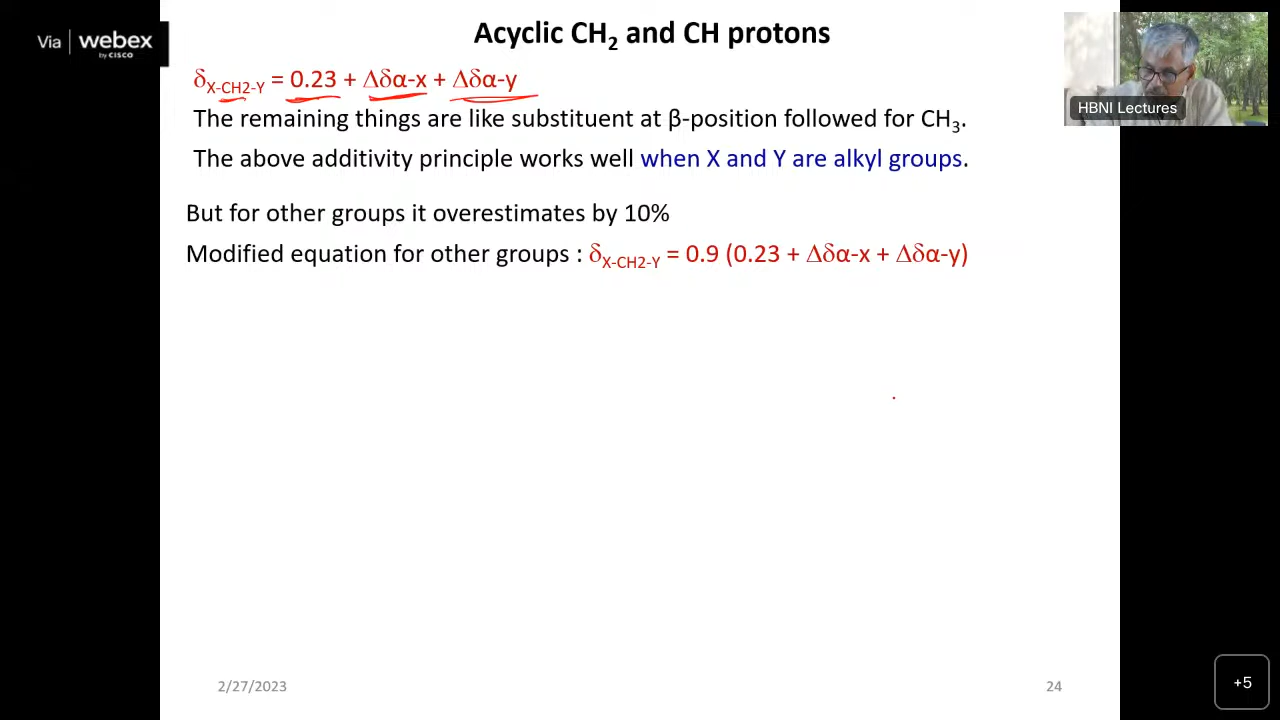 Via webex
by CISCO
Acyclic CH₂ and CH protons
HBNI Lectures
δX-CH2-Y = 0.23 + Δδα-x + Δδα-y
The remaining things are like substituent at β-position followed for CH₃.
The above additivity principle works well when X and Y are alkyl groups.
But for other groups it overestimates by 10%
Modified equation for other groups : δX-CH2-Y = 0.9 (0.23 + Δδα-x + Δδα-y)
2/27/2023
24
+5